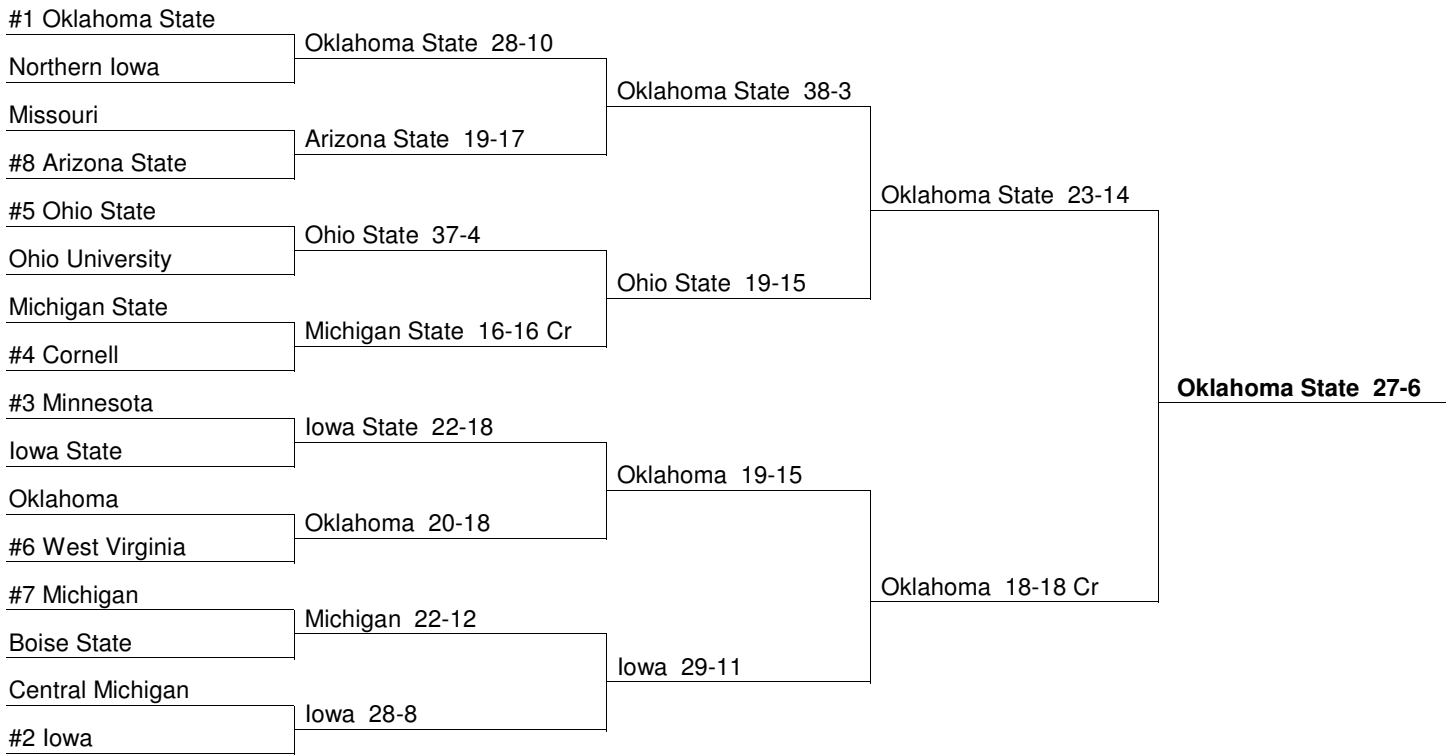 #1 Oklahoma State
Northern Iowa
Missouri
#8 Arizona State
#5 Ohio State
Ohio University
Michigan State
#4 Cornell
#3 Minnesota
Iowa State
Oklahoma
#6 West Virginia
#7 Michigan
Boise State
Central Michigan
#2 Iowa
Oklahoma State 28-10
Arizona State 19-17
Ohio State 37-4
Michigan State 16-16 Cr
Iowa State 22-18
Oklahoma 20-18
Michigan 22-12
Iowa 28-8
Oklahoma State 38-3
Ohio State 19-15
Oklahoma 19-15
Iowa 29-11
Oklahoma State 23-14
Oklahoma 18-18 Cr
Oklahoma State 27-6